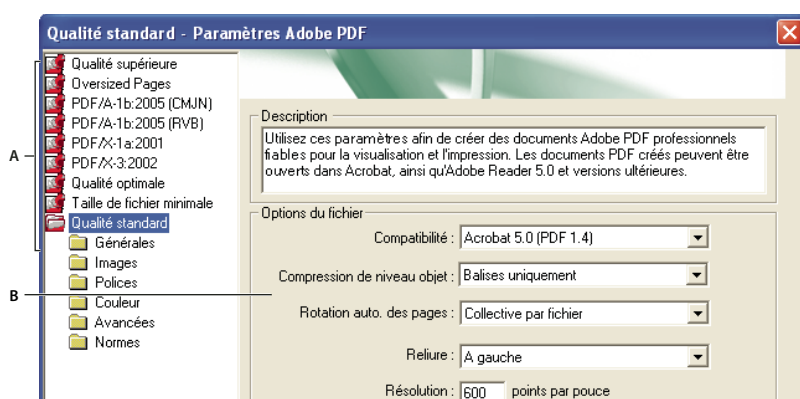 Qualité standard - Paramètres Adobe PDF
Qualité supérieure
Oversized Pages
PDF/A-1b:2005 (CMJN)
PDF/A-1b:2005 (RVB)
PDF/X-1a:2001
PDF/X-3:2002
Qualité optimale
Taille de fichier minimale
Qualité standard
Générales
Images
Polices
Couleur
Avancées
Normes
A
B
Description
Utilisez ces paramètres afin de créer des documents Adobe PDF professionnels
fiables pour la visualisation et l'impression. Les documents PDF créés peuvent être
ouverts dans Acrobat, ainsi qu'Adobe Reader 5.0 et versions ultérieures.
Options du fichier
Compatibilité : Acrobat 5.0 (PDF 1.4)
Compression de niveau objet : Balises uniquement
Rotation auto. des pages : Collective par fichier
Reliure : A gauche
Résolution : 600 points par pouce